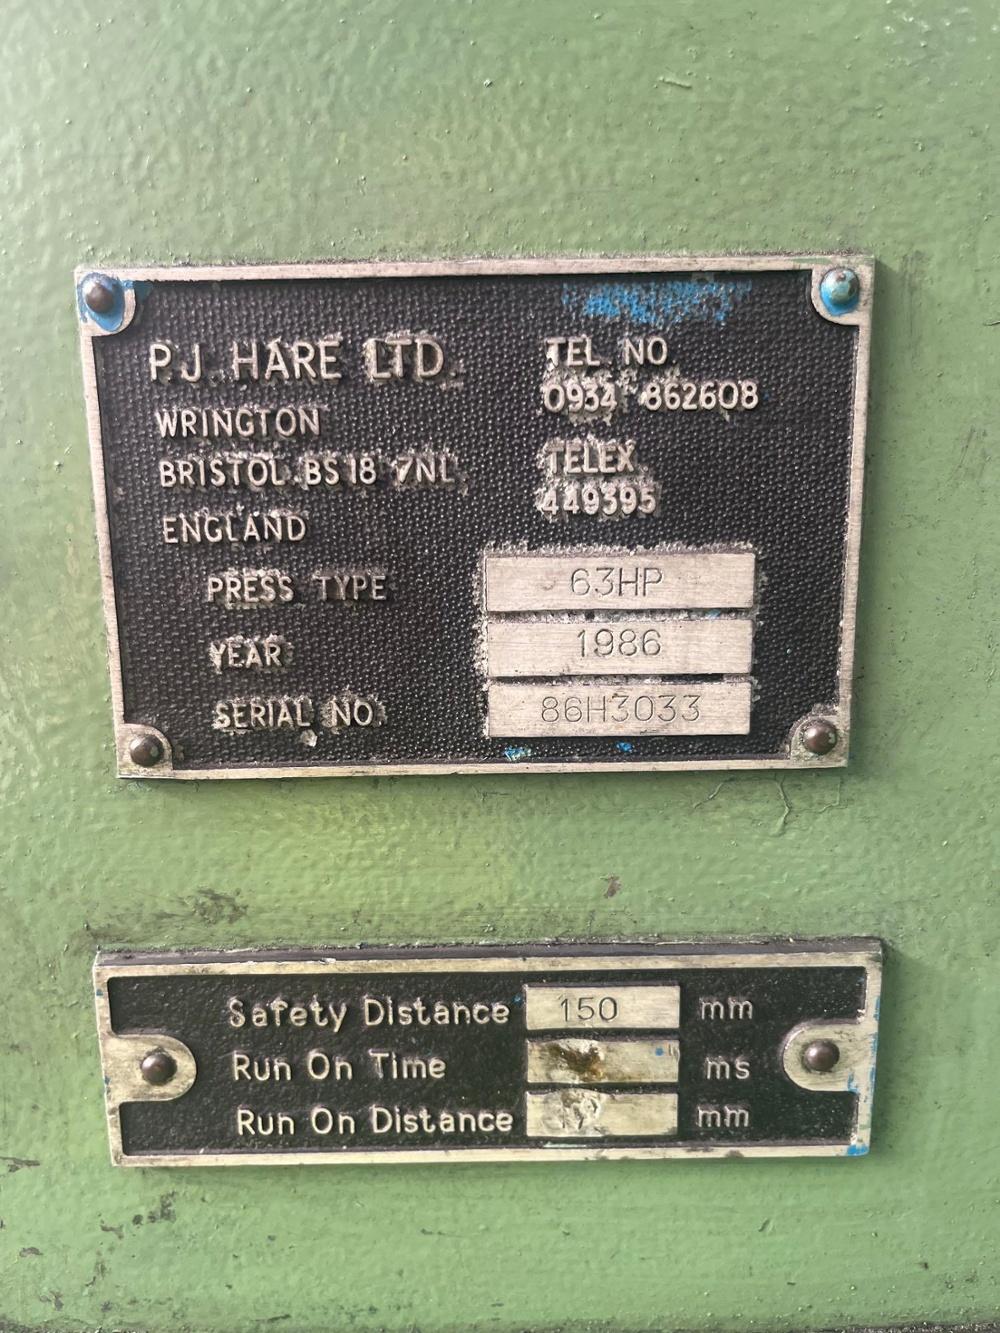 P.J. HARE LTD.
WRINGTON
BRISTOL. BS18 7NL
ENGLAND
TEL. NO.
0934 862608
TELEX.
449395
PRESS TYPE 63HP
YEAR 1986
SERIAL NO. 86H3033
Safety Distance 150 mm
Run On Time ms
Run On Distance mm